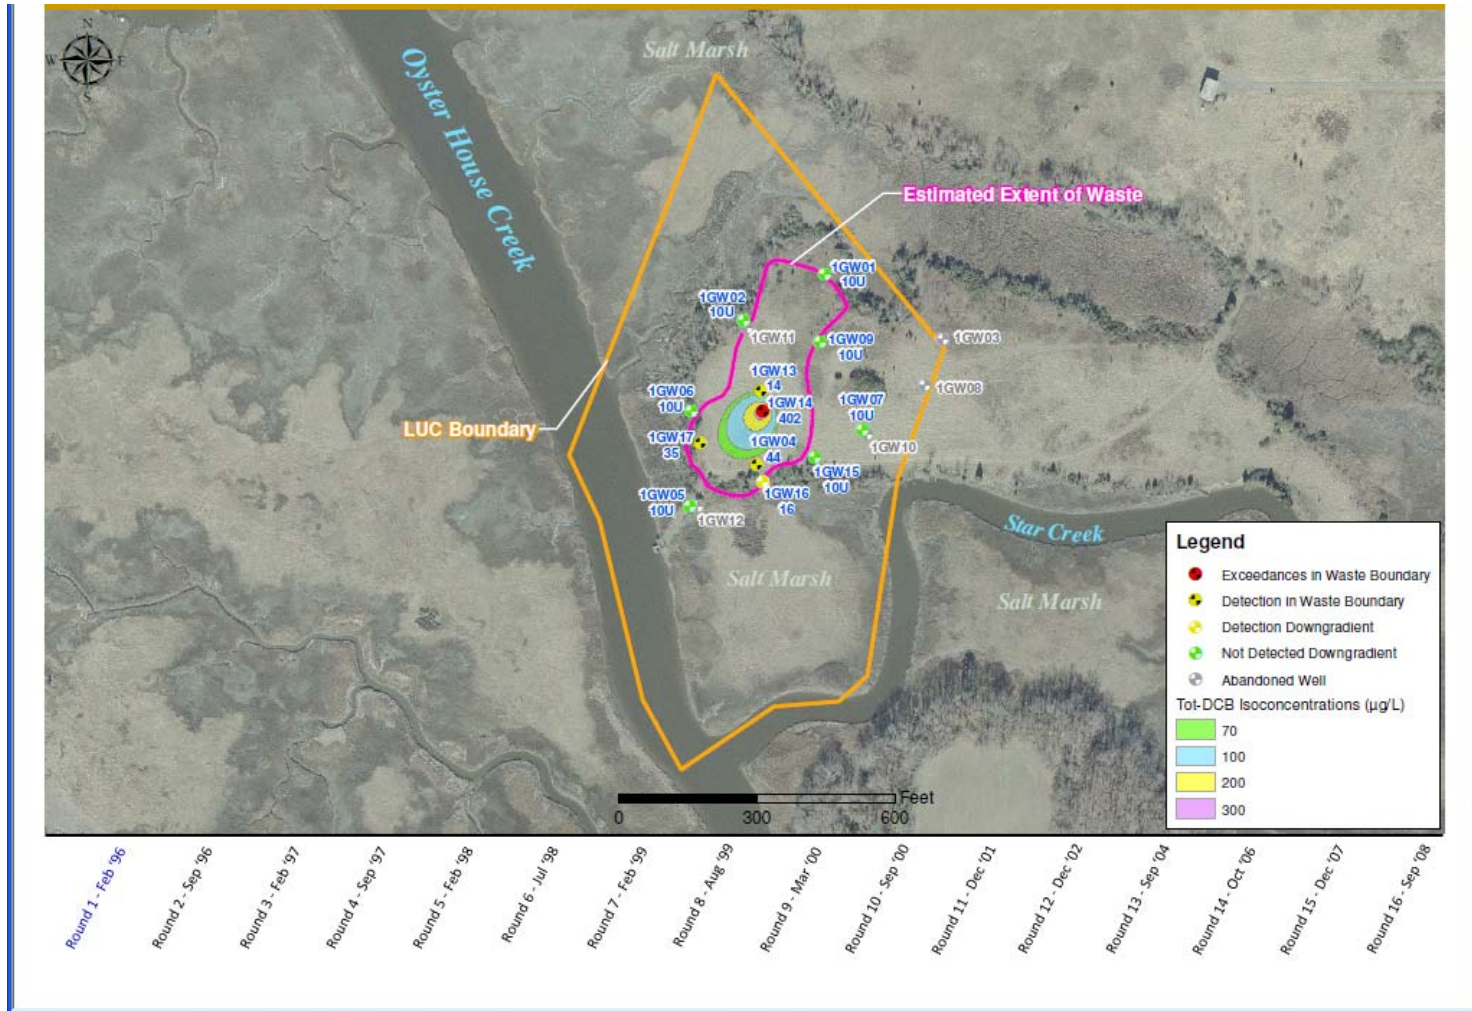 N
W E
S
Salt Marsh
Oyster House Creek
Estimated Extent of Waste
1GW01
10U
1GW02
10U
1GW11
1GW09
10U
1GW03
1GW13
14
1GW08
1GW06
10U
1GW14
402
1GW07
10U
LUC Boundary
1GW17
35
1GW04
44
1GW10
1GW15
10U
1GW05
10U
1GW16
16
1GW12
Star Creek
Salt Marsh
Salt Marsh
Legend
Exceedances in Waste Boundary
Detection in Waste Boundary
Detection Downgradient
Not Detected Downgradient
Abandoned Well
Tot-DCB Isoconcentrations (µg/L)
70
100
200
300
Feet
0 300 600
Round 1 - Feb '96
Round 2 - Sep '96
Round 3 - Feb '97
Round 4 - Sep '97
Round 5 - Feb '98
Round 6 - Jul '98
Round 7 - Feb '99
Round 8 - Aug '99
Round 9 - Mar '00
Round 10 - Sep '00
Round 11 - Dec '01
Round 12 - Dec '02
Round 13 - Sep '04
Round 14 - Oct '06
Round 15 - Dec '07
Round 16 - Sep '08